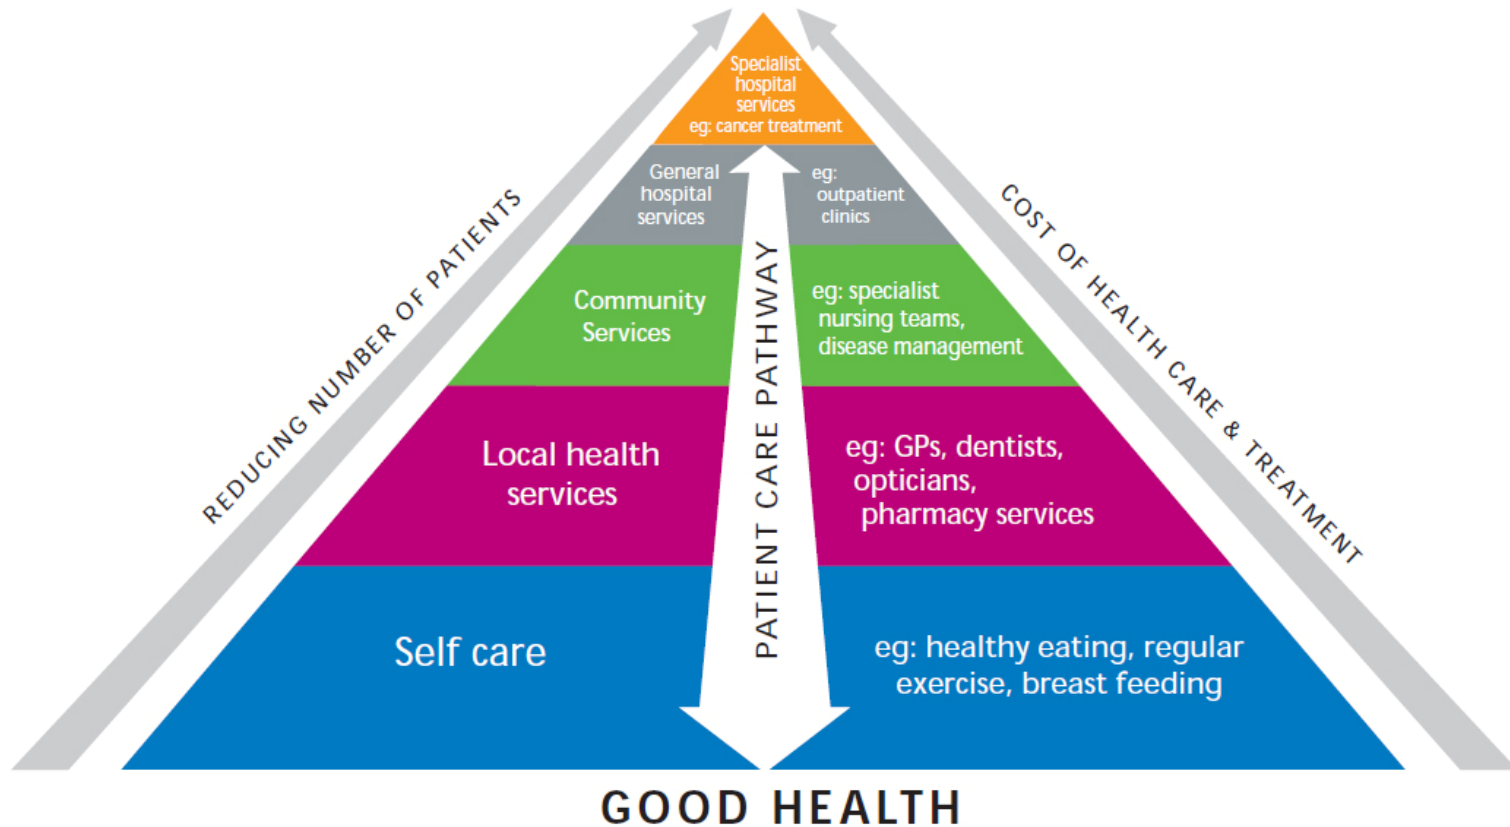 Specialist
hospital
services
eg: cancer treatment
General
hospital
services
eg:
outpatient
clinics
Community
Services
eg: specialist
nursing teams,
disease management
Local health
services
eg: GPs, dentists,
opticians,
pharmacy services
Self care
eg: healthy eating, regular
exercise, breast feeding
REDUCING NUMBER OF PATIENTS
PATIENT CARE PATHWAY
COST OF HEALTH CARE & TREATMENT
GOOD HEALTH